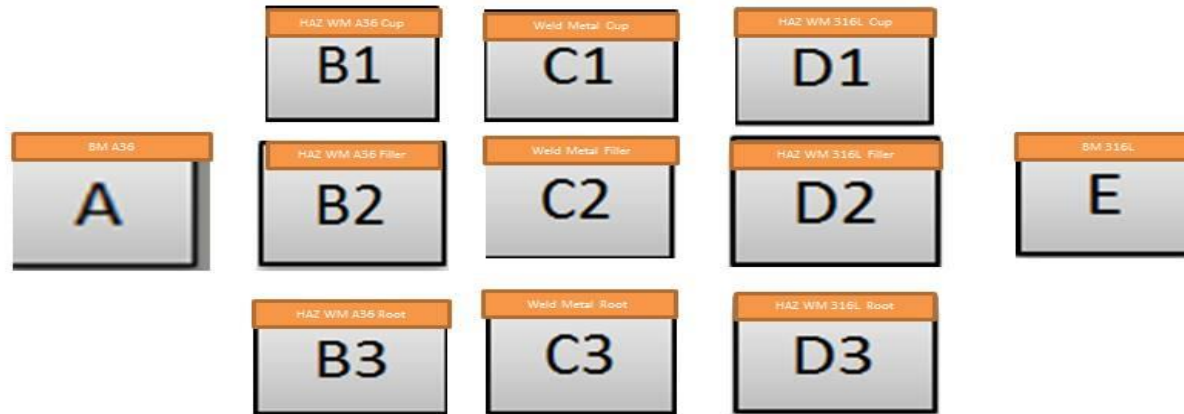 HAZ WM A36 Cup
Weld Metal Cup
HAZ WM 316L Cup
B1
C1
D1
BM A36
HAZ WM A36 Filler
Weld Metal Filler
HAZ WM 316L Filler
BM 316L
A
B2
C2
D2
E
HAZ WM A36 Root
Weld Metal Root
HAZ WM 316L Root
B3
C3
D3